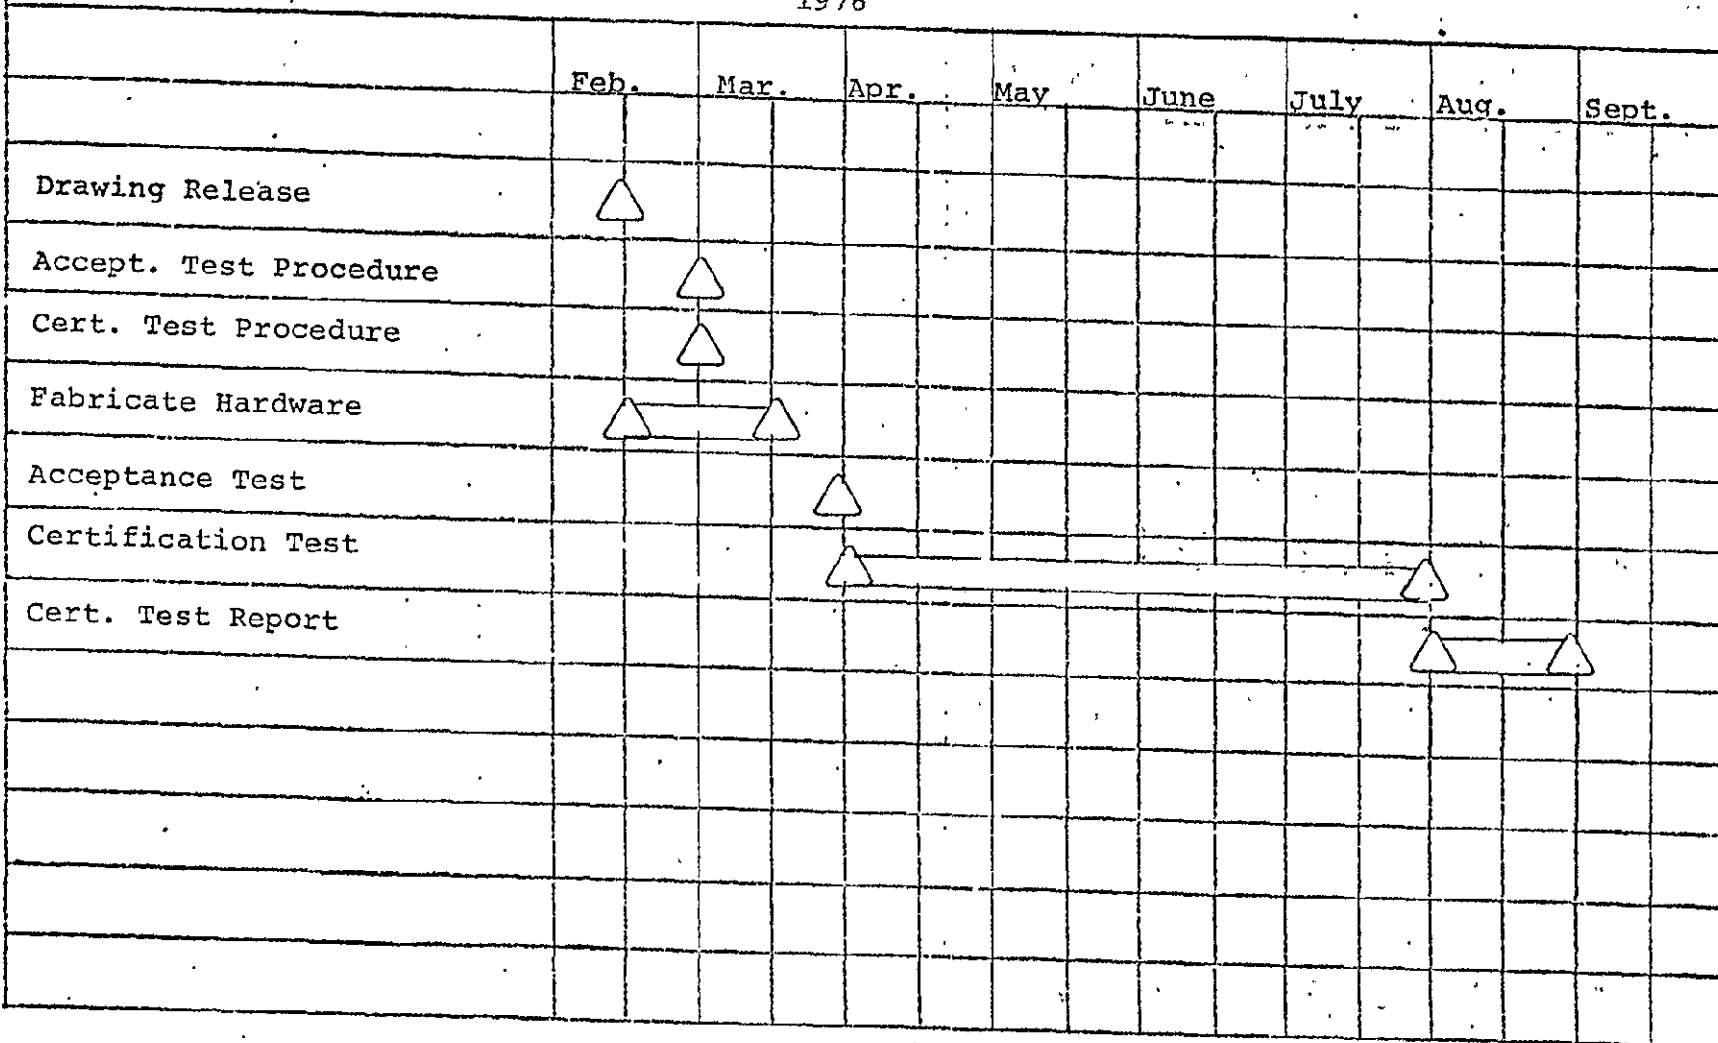 Feb. Mar. Apr. May June July Aug. Sept.
Drawing Release
Accept. Test Procedure
Cert. Test Procedure
Fabricate Hardware
Acceptance Test
Certification Test
Cert. Test Report